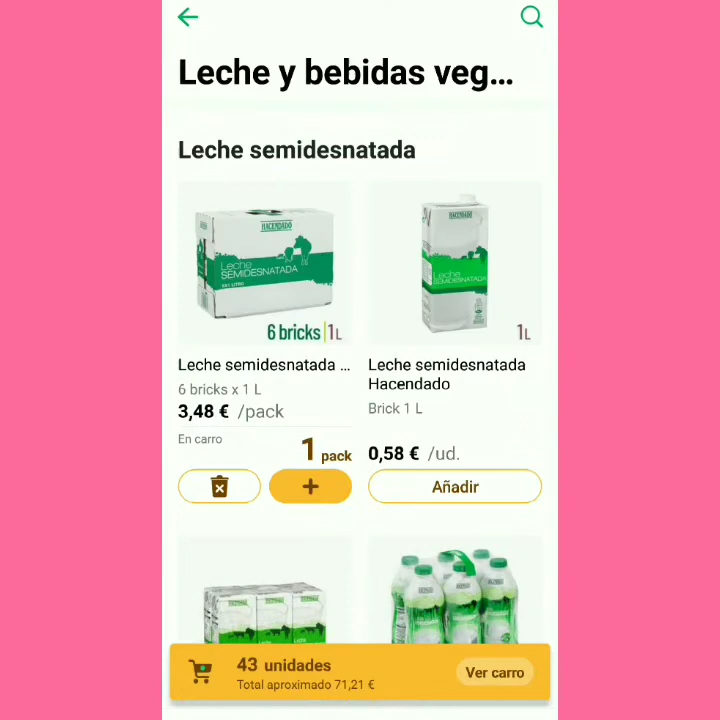 Leche y bebidas veg...
Leche semidesnatada
HACENDADO
Leche
SEMIDESNATADA
6 bricks | 1L
HACENDADO
Leche
SEMIDESNATADA
1L
Leche semidesnatada ...
6 bricks x 1 L
3,48 € /pack
En carro
1 pack
Leche semidesnatada
Hacendado
Brick 1 L
0,58 € /ud.
Añadir
43 unidades
Total aproximado 71,21 €
Ver carro